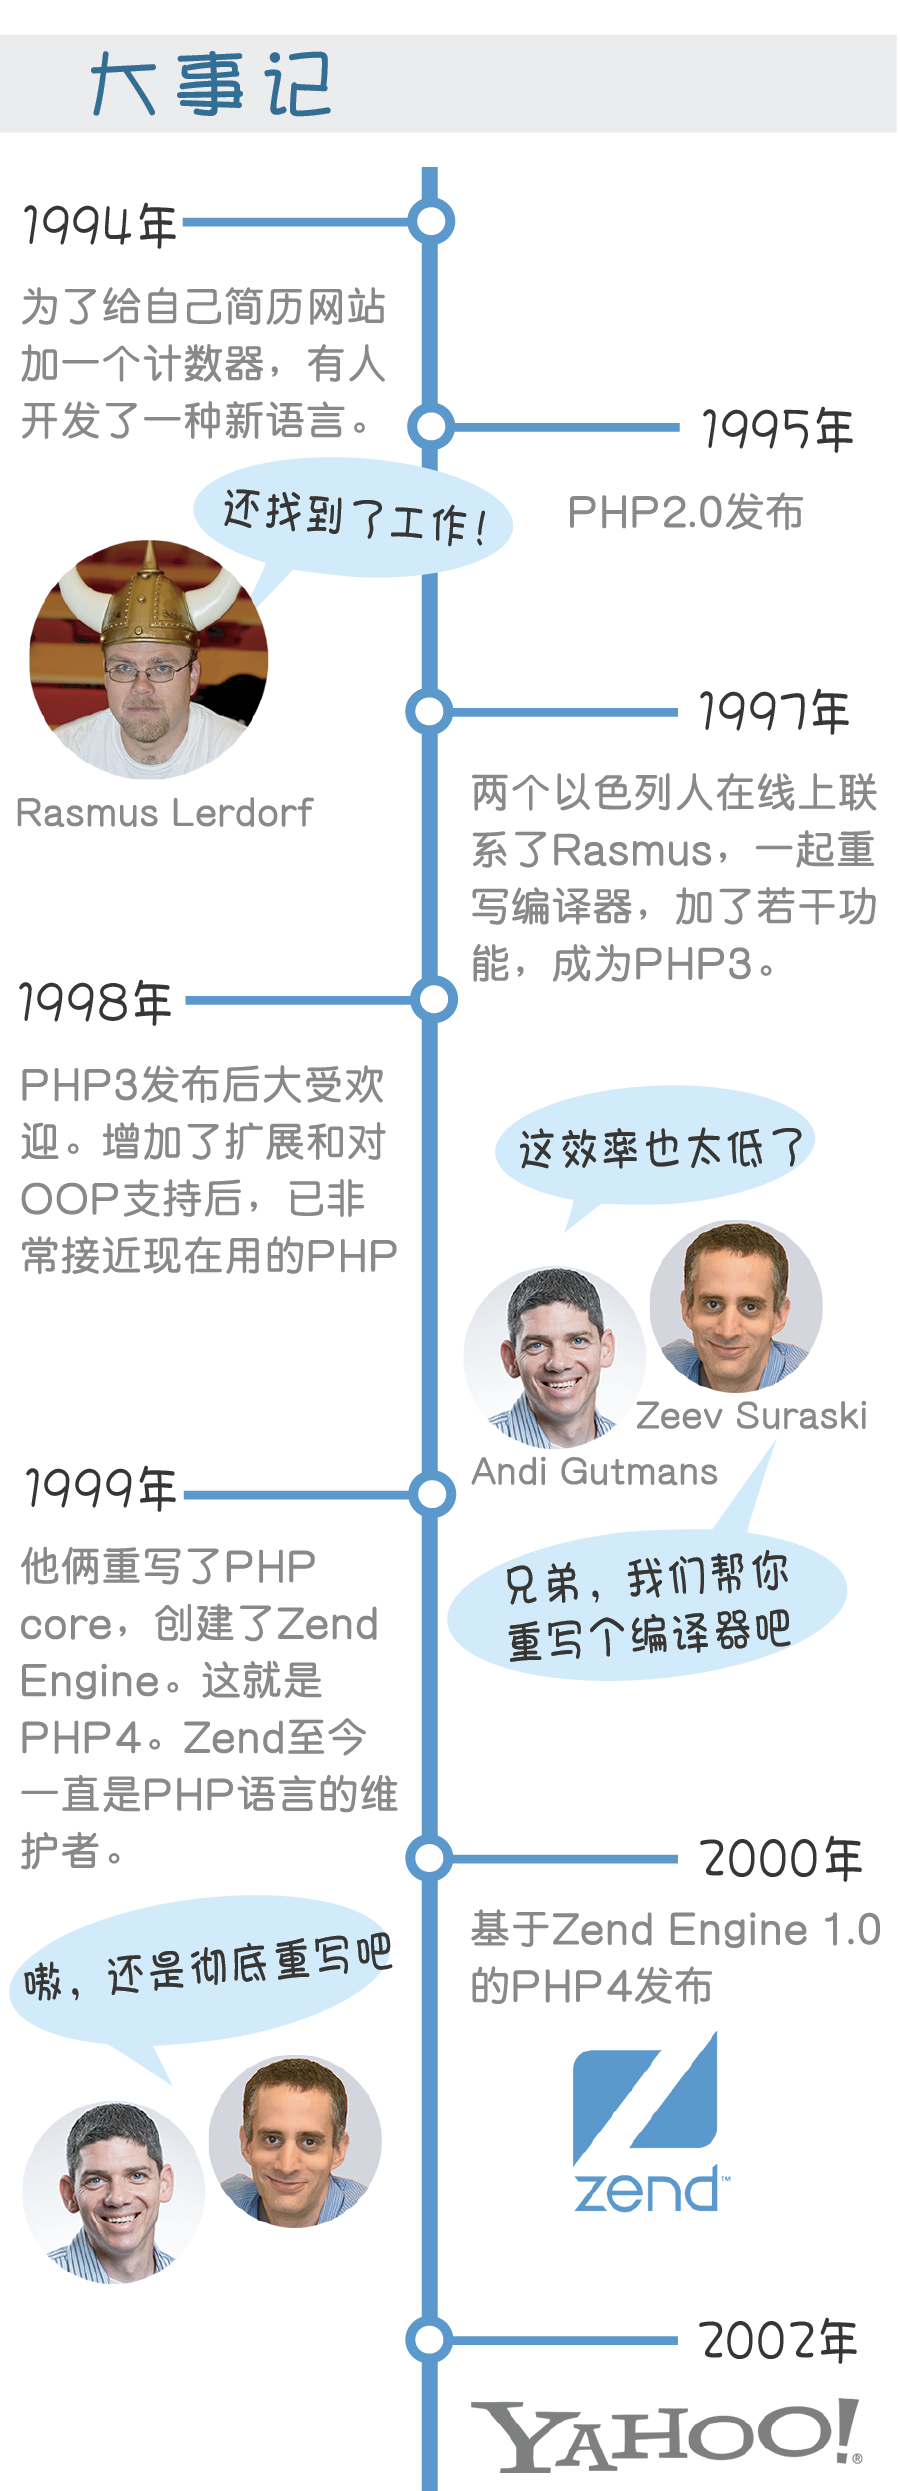 大事记
1994年
为了给自己简历网站
加一个计数器，有人
开发了一种新语言。
1995年
PHP2.0发布
还找到了工作！
Rasmus Lerdorf
1997年
两个以色列人在线上联
系了Rasmus，一起重
写编译器，加了若干功
能，成为PHP3。
1998年
PHP3发布后大受欢
迎。增加了扩展和对
OOP支持后，已非
常接近现在用的PHP
这效率也太低了
Zeev Suraski
Andi Gutmans
兄弟，我们帮你
重写个编译器吧
1999年
他俩重写了PHP
core，创建了Zend
Engine。这就是
PHP4。Zend至今
一直是PHP语言的维
护者。
2000年
基于Zend Engine 1.0
的PHP4发布
嗷，还是彻底重写吧
zend™
2002年
YAHOO!®